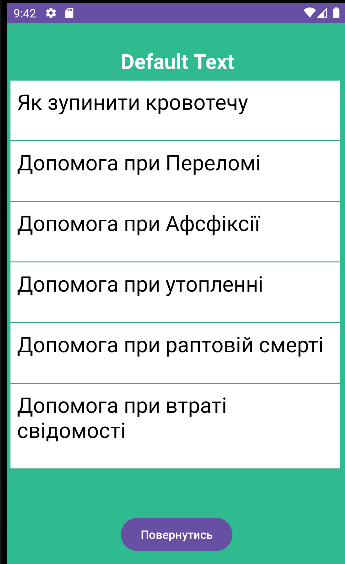 9:42
Default Text
Як зупинити кровотечу
Допомога при Переломі
Допомога при Афсфіксії
Допомога при утопленні
Допомога при раптовій смерті
Допомога при втраті
свідомості
Повернутись